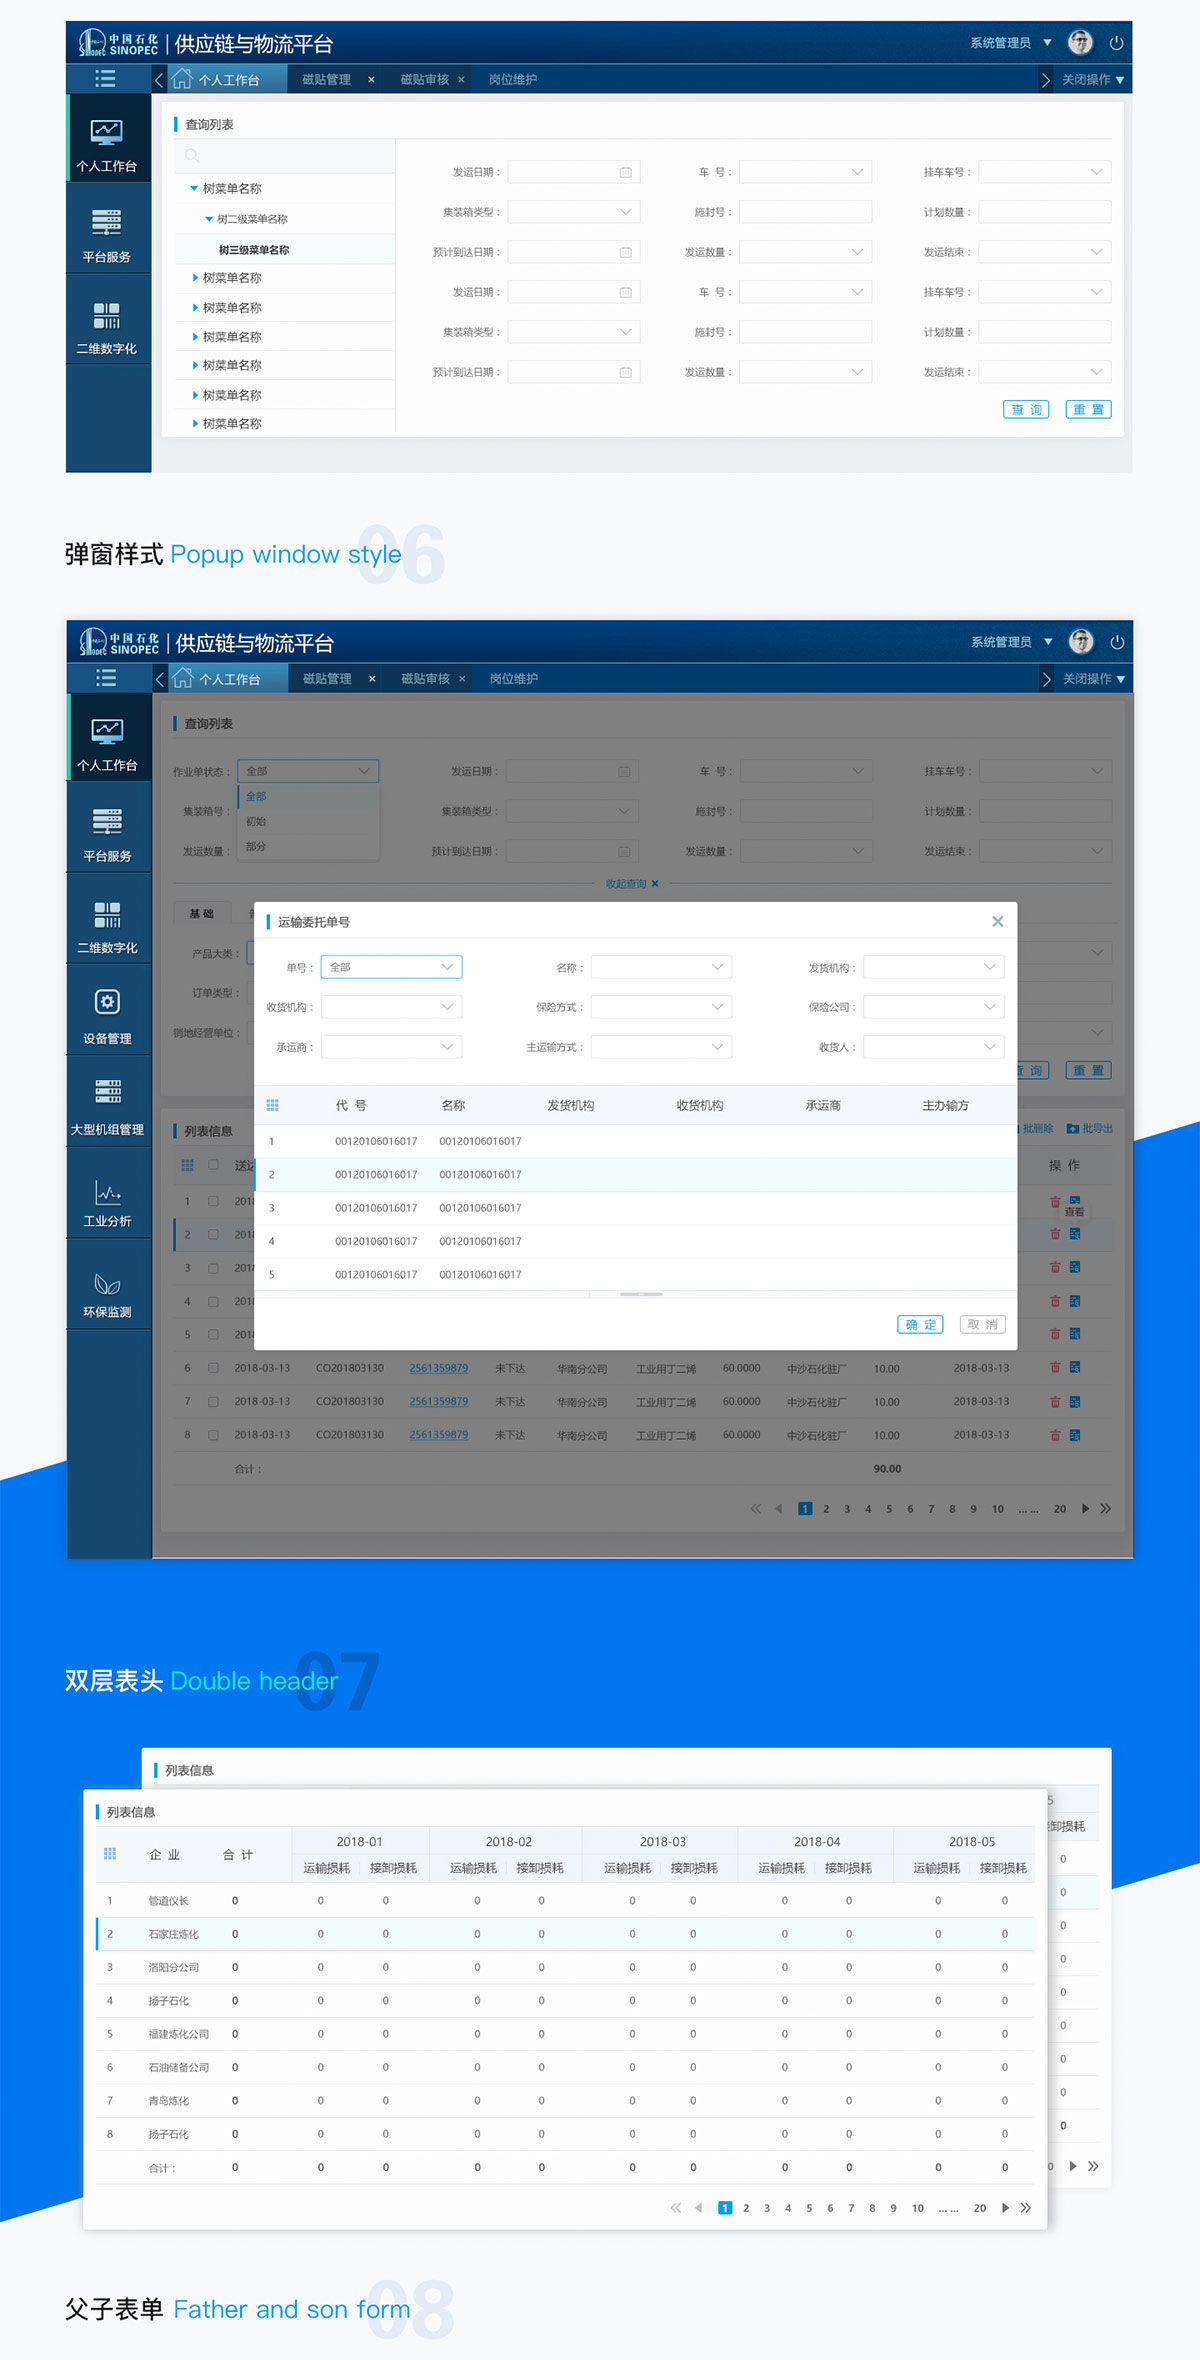 中国石化 SINOPEC 供应链与物流平台 系统管理员
个人工作台 磁贴管理 × 磁贴审核 × 岗位维护 关闭操作
个人工作台
平台服务
二维数字化
查询列表
树菜单名称
树二级菜单名称
树三级菜单名称
树菜单名称
树菜单名称
树菜单名称
树菜单名称
树菜单名称
树菜单名称
发运日期： 车 号： 挂车车号：
集装箱类型： 施封号： 计划数量：
预计到达日期： 发运数量： 发运结束：
发运日期： 车 号： 挂车车号：
集装箱类型： 施封号： 计划数量：
预计到达日期： 发运数量： 发运结束：
查 询 重 置
弹窗样式 Popup window style 06
中国石化 SINOPEC 供应链与物流平台 系统管理员
个人工作台 磁贴管理 × 磁贴审核 × 岗位维护 关闭操作
个人工作台
平台服务
二维数字化
设备管理
大型机组管理
工业分析
环保监测
查询列表
作业单状态： 全部 发运日期： 车 号： 挂车车号：
全部
集装箱号： 初始 集装箱类型： 施封号： 计划数量：
发运数量： 部分 预计到达日期： 发运数量： 发运结束：
收起查询 ×
基 础
产品大类：
订单类型：
销地经营单位：
询 重 置
运输委托单号 ×
单号： 全部 名称： 发货机构：
收货机构： 保险方式： 保险公司：
承运商： 主运输方式： 收货人：
代 号 名称 发货机构 收货机构 承运商 主办输方
1 00120106016017 00120106016017
2 00120106016017 00120106016017
3 00120106016017 00120106016017
4 00120106016017 00120106016017
5 00120106016017 00120106016017
确 定 取 消
列表信息 批删除 批导出
送达 操 作
1 2018
查看
2 2018
3 2018
4 2018
5 2018
6 2018-03-13 CO201803130 2561359879 未下达 华南分公司 工业用丁二烯 60.0000 中沙石化驻厂 10.00 2018-03-13
7 2018-03-13 CO201803130 2561359879 未下达 华南分公司 工业用丁二烯 60.0000 中沙石化驻厂 10.00 2018-03-13
8 2018-03-13 CO201803130 2561359879 未下达 华南分公司 工业用丁二烯 60.0000 中沙石化驻厂 10.00 2018-03-13
合计： 90.00
1 2 3 4 5 6 7 8 9 10 ...... 20
双层表头 Double header 07
列表信息
5
卸损耗
0
0
0
0
0
0
0
0
0
0
列表信息
企 业 合 计 2018-01 2018-02 2018-03 2018-04 2018-05
运输损耗 接卸损耗 运输损耗 接卸损耗 运输损耗 接卸损耗 运输损耗 接卸损耗 运输损耗 接卸损耗
1 管道仪长 0 0 0 0 0 0 0 0 0 0 0
2 石家庄炼化 0 0 0 0 0 0 0 0 0 0 0
3 洛阳分公司 0 0 0 0 0 0 0 0 0 0 0
4 扬子石化 0 0 0 0 0 0 0 0 0 0 0
5 福建炼化公司 0 0 0 0 0 0 0 0 0 0 0
6 石油储备公司 0 0 0 0 0 0 0 0 0 0 0
7 青岛炼化 0 0 0 0 0 0 0 0 0 0 0
8 扬子石化 0 0 0 0 0 0 0 0 0 0 0
合计： 0 0 0 0 0 0 0 0 0 0 0
1 2 3 4 5 6 7 8 9 10 ...... 20
父子表单 Father and son form 08